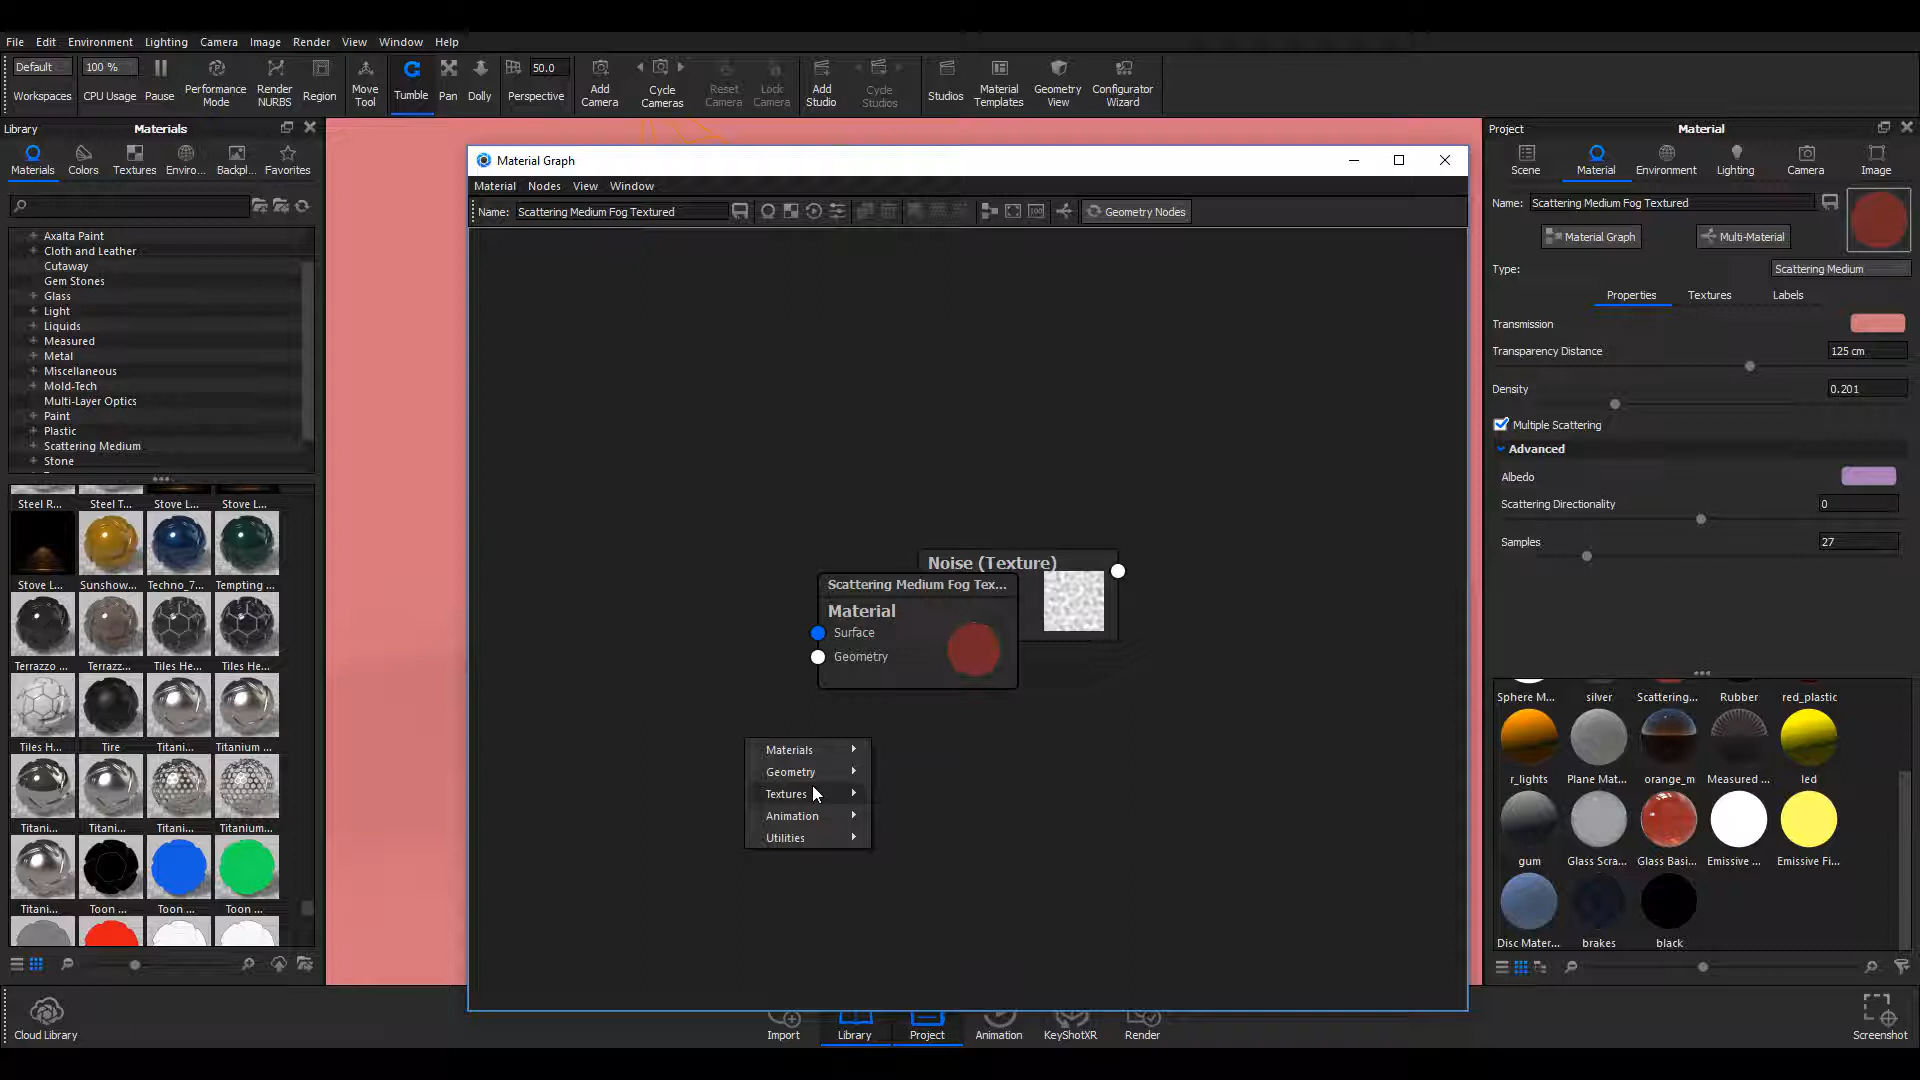 File Edit Environment Lighting Camera Image Render View Window Help
Default 100 % 50.0
Workspaces CPU Usage Pause Performance Mode Render NURBS Region Move Tool Tumble Pan Dolly Perspective Add Camera Cycle Cameras Reset Camera Lock Camera Add Studio Cycle Studios Studios Material Templates Geometry View Configurator Wizard
Library Materials
Materials Colors Textures Enviro... Backpl... Favorites
Axalta Paint
Cloth and Leather
Cutaway
Gem Stones
Glass
Light
Liquids
Measured
Metal
Miscellaneous
Mold-Tech
Multi-Layer Optics
Paint
Plastic
Scattering Medium
Stone
Steel R... Steel T... Stove L... Stove L...
Stove L... Sunshow... Techno_7... Tempting ...
Terrazzo ... Terrazz... Tiles He... Tiles He...
Tiles H... Tire Titani... Titanium ...
Titani... Titani... Titani... Titanium...
Titani... Toon ... Toon ... Toon ...
Cloud Library
Material Graph
Material Nodes View Window
Name: Scattering Medium Fog Textured
100
Geometry Nodes
Noise (Texture)
Scattering Medium Fog Tex...
Material
Surface
Geometry
Materials
Geometry
Textures
Animation
Utilities
Import Library Project Animation KeyShotXR Render
Project Material
Scene Material Environment Lighting Camera Image
Name: Scattering Medium Fog Textured
Material Graph Multi-Material
Type: Scattering Medium
Properties Textures Labels
Transmission
Transparency Distance 125 cm
Density 0.201
Multiple Scattering
Advanced
Albedo
Scattering Directionality 0
Samples 27
Sphere M... silver Scattering... Rubber red_plastic
r_lights Plane Mat... orange_m Measured ... led
gum Glass Scra... Glass Basi... Emissive ... Emissive Fi...
Disc Mater... brakes black
Screenshot